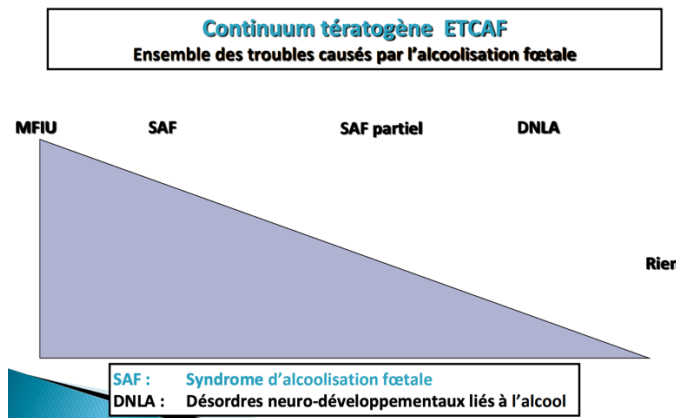 Continuum tératogène ETCAF
Ensemble des troubles causés par l'alcoolisation fœtale
MFIU SAF SAF partiel DNLA
Rien
SAF : Syndrome d'alcoolisation fœtale
DNLA : Désordres neuro-développementaux liés à l'alcool